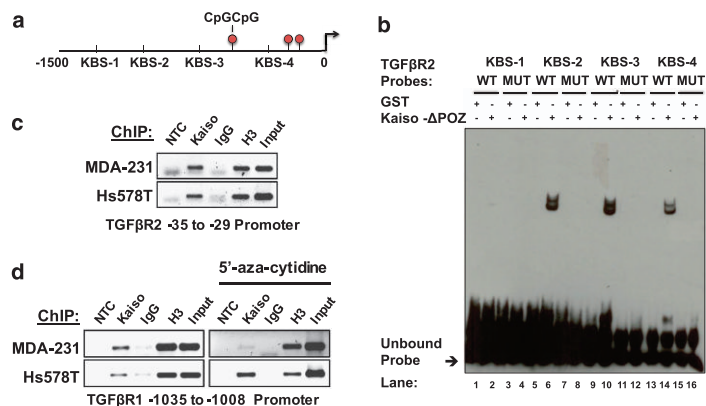 a
CpGCpG
-1500 KBS-1 KBS-2 KBS-3 KBS-4 0
b
TGFβR2 KBS-1 KBS-2 KBS-3 KBS-4
Probes: WT MUT WT MUT WT MUT WT MUT
GST + - + - + - + - + - + - + - + -
Kaiso -ΔPOZ - + - + - + - + - + - + - + - +
Unbound
Probe
Lane: 1 2 3 4 5 6 7 8 9 10 11 12 13 14 15 16
c
ChIP: NTC Kaiso IgG H3 Input
MDA-231
Hs578T
TGFβR2 -35 to -29 Promoter
d
5'-aza-cytidine
ChIP: NTC Kaiso IgG H3 Input NTC Kaiso IgG H3 Input
MDA-231
Hs578T
TGFβR1 -1035 to -1008 Promoter